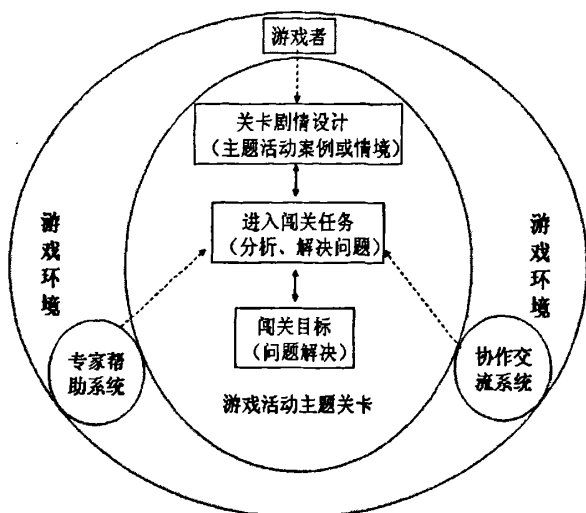 游戏者
关卡剧情设计
（主题活动案例或情境）
进入闯关任务
（分析、解决问题）
闯关目标
（问题解决）
游戏活动主题关卡
游戏环境
游戏环境
专家帮
助系统
协作交
流系统